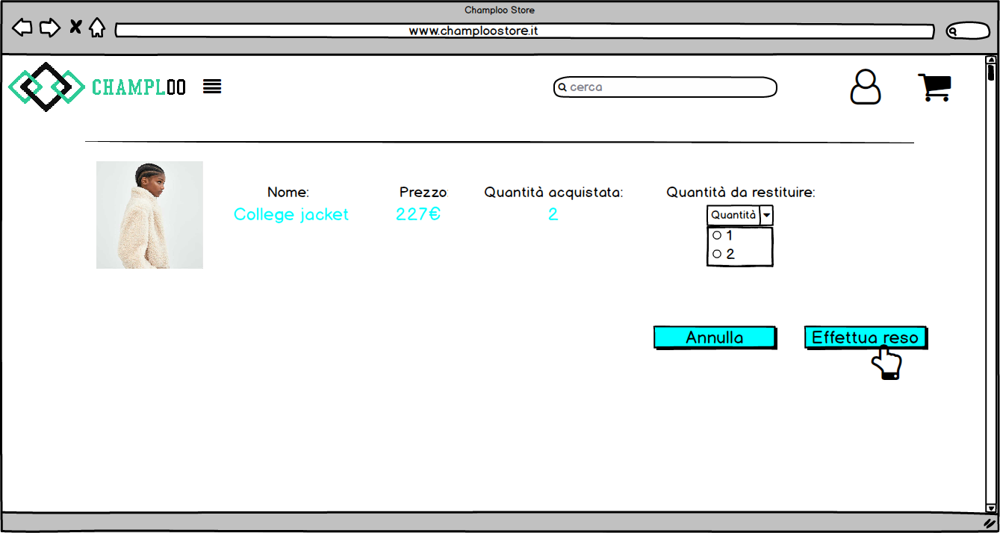 Champloo Store
www.champloostore.it
CHAMPLOO
cerca
Nome: Prezzo: Quantità acquistata: Quantità da restituire:
College jacket 227€ 2
Quantità
1
2
Annulla Effettua reso